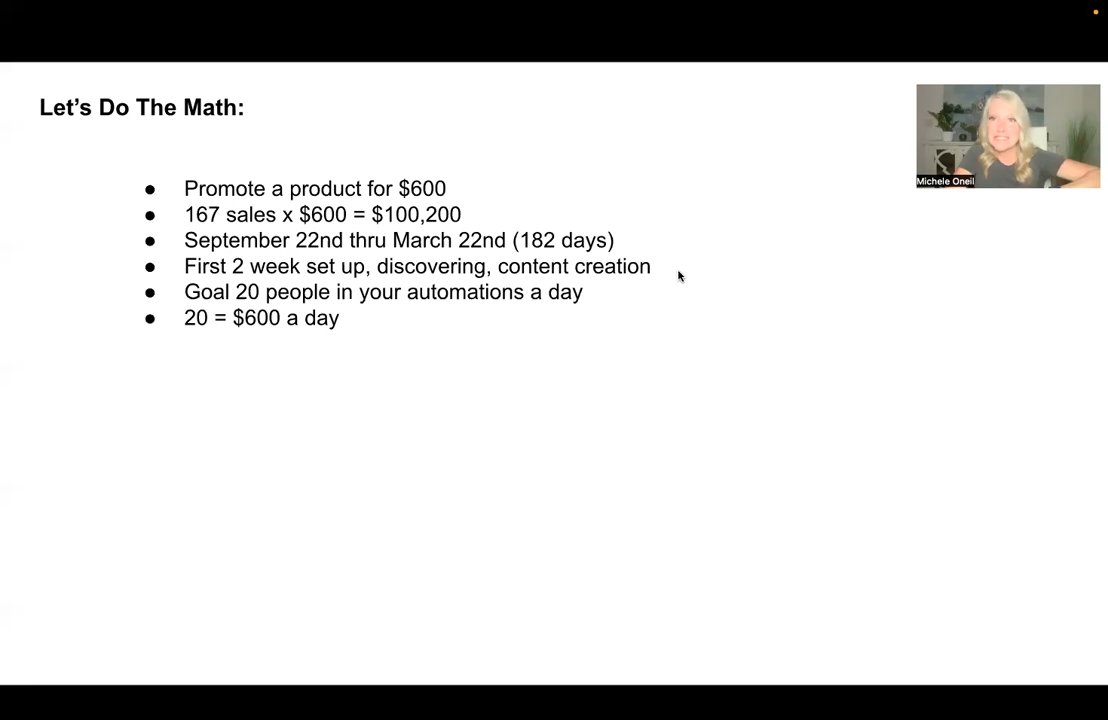 Let's Do The Math:
Michele Oneil
● Promote a product for $600
● 167 sales x $600 = $100,200
● September 22nd thru March 22nd (182 days)
● First 2 week set up, discovering, content creation
● Goal 20 people in your automations a day
● 20 = $600 a day